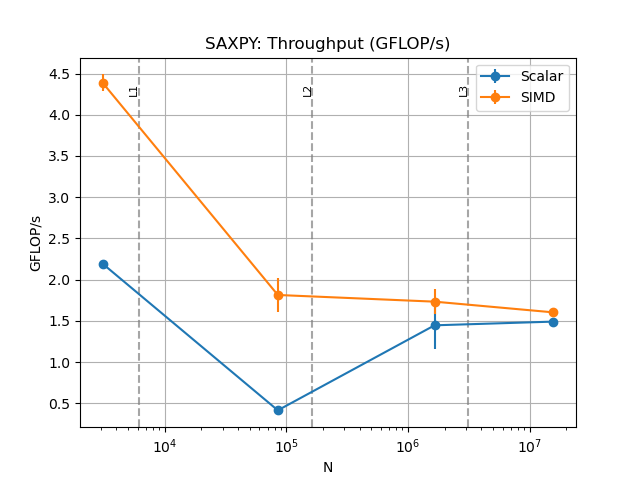 SAXPY: Throughput (GFLOP/s)
Scalar
SIMD
L1
L2
L3
GFLOP/s
4.5
4.0
3.5
3.0
2.5
2.0
1.5
1.0
0.5
10⁴
10⁵
10⁶
10⁷
N